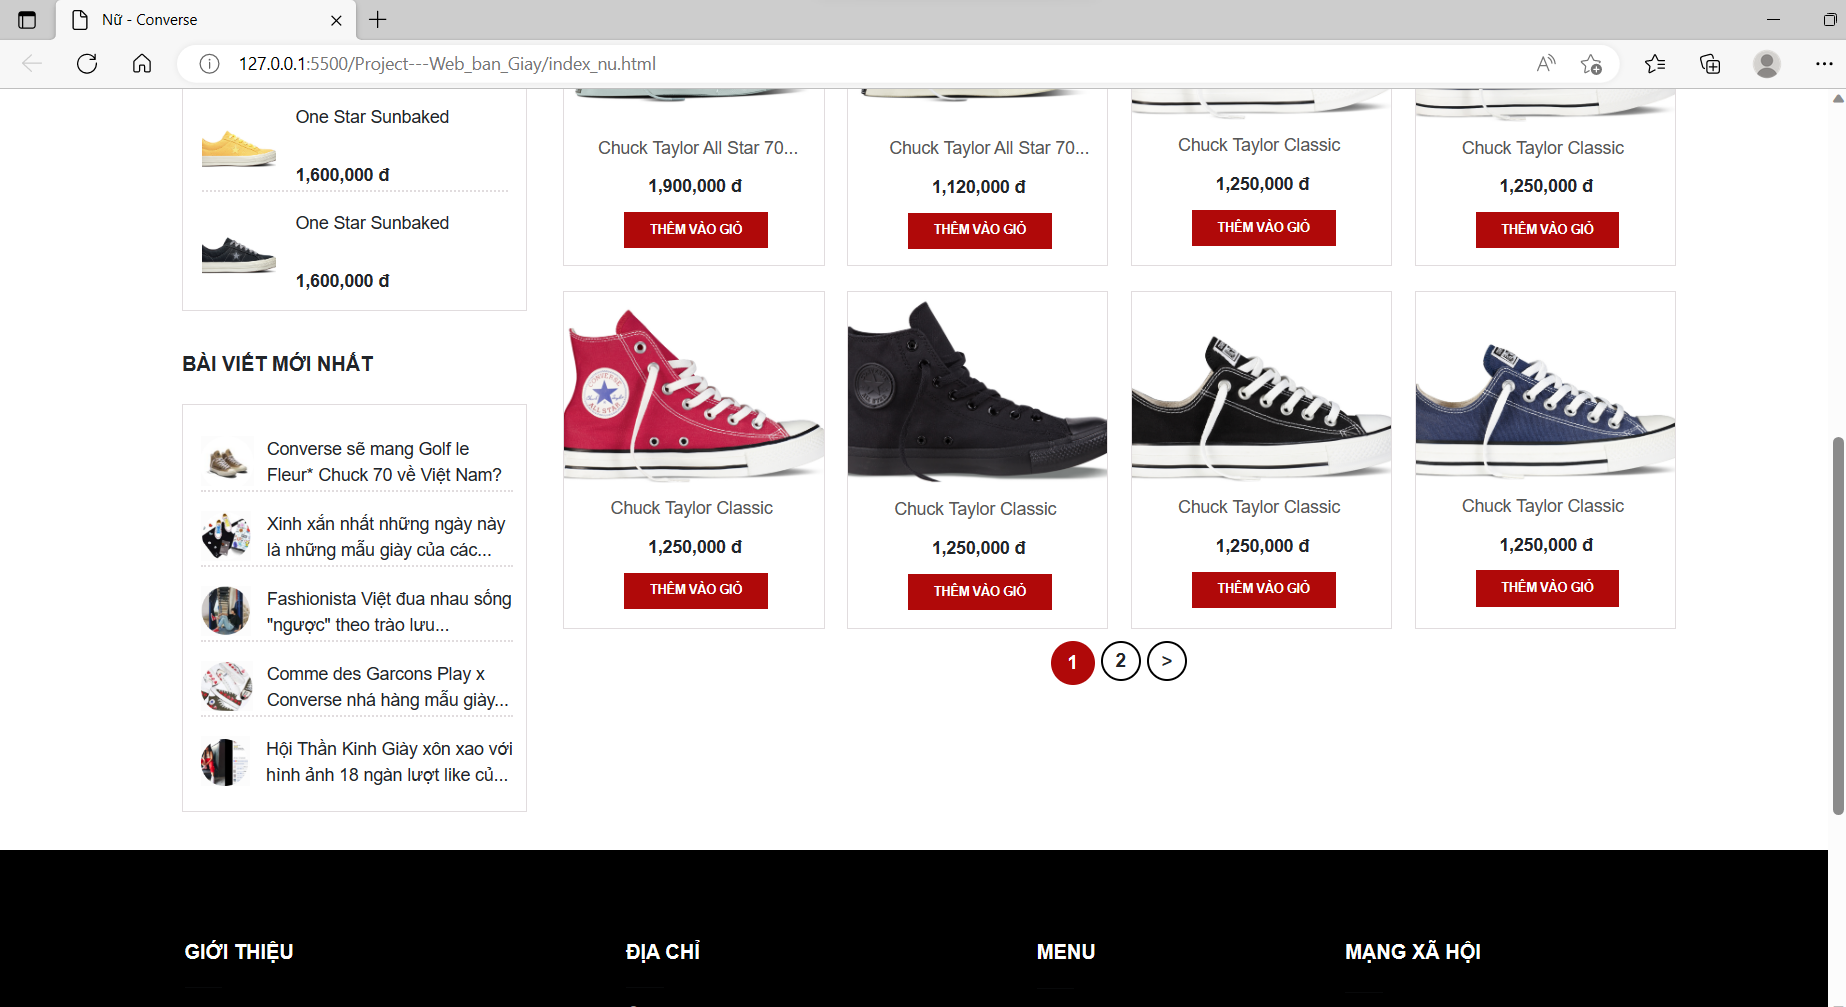 Nữ - Converse
127.0.0.1:5500/Project---Web_ban_Giay/index_nu.html
One Star Sunbaked
1,600,000 đ
One Star Sunbaked
1,600,000 đ
Chuck Taylor All Star 70...
1,900,000 đ
THÊM VÀO GIỎ
Chuck Taylor All Star 70...
1,120,000 đ
THÊM VÀO GIỎ
Chuck Taylor Classic
1,250,000 đ
THÊM VÀO GIỎ
Chuck Taylor Classic
1,250,000 đ
THÊM VÀO GIỎ
BÀI VIẾT MỚI NHẤT
Converse sẽ mang Golf le
Fleur* Chuck 70 về Việt Nam?
Xinh xắn nhất những ngày này
là những mẫu giày của các...
Fashionista Việt đua nhau sống
"ngược" theo trào lưu...
Comme des Garcons Play x
Converse nhá hàng mẫu giày...
Hội Thần Kinh Giày xôn xao với
hình ảnh 18 ngàn lượt like củ...
CONVERSE
ALL STAR
Chuck Taylor Classic
1,250,000 đ
THÊM VÀO GIỎ
Chuck Taylor Classic
1,250,000 đ
THÊM VÀO GIỎ
Chuck Taylor Classic
1,250,000 đ
THÊM VÀO GIỎ
Chuck Taylor Classic
1,250,000 đ
THÊM VÀO GIỎ
1 2 >
GIỚI THIỆU
ĐỊA CHỈ
MENU
MẠNG XÃ HỘI